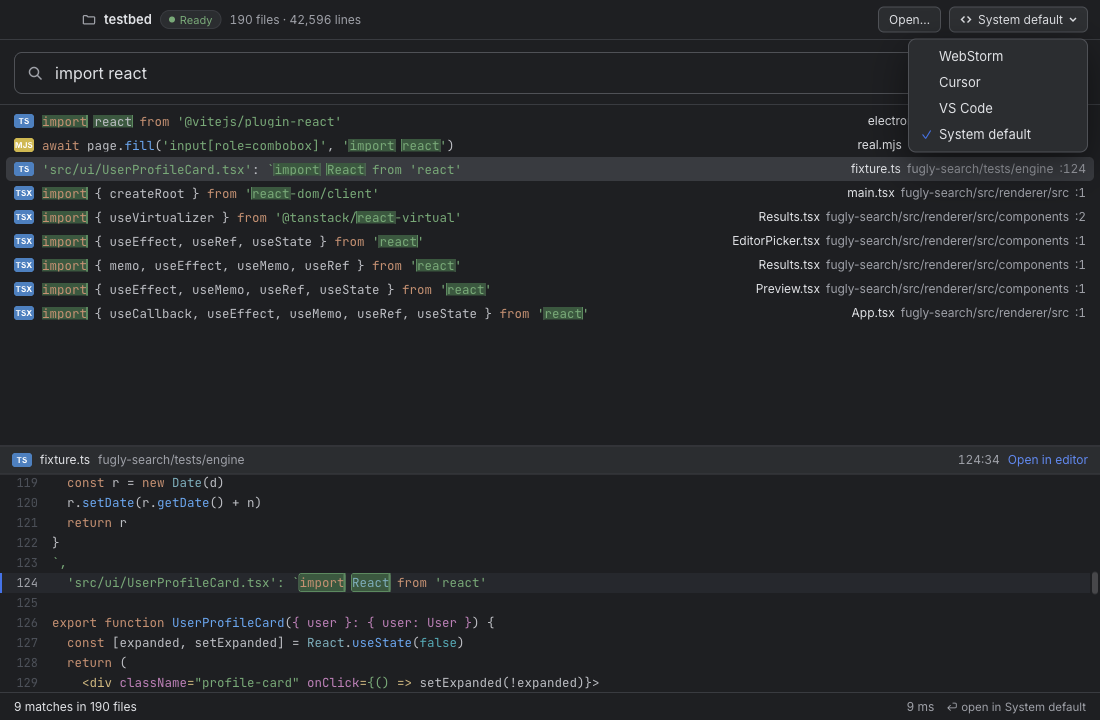 testbed Ready 190 files · 42,596 lines Open... System default
import react
WebStorm
Cursor
VS Code
System default
TS import react from '@vitejs/plugin-react' electro
MJS await page.fill('input[role=combobox]', 'import react') real.mjs
TS 'src/ui/UserProfileCard.tsx': `import React from 'react' fixture.ts fugly-search/tests/engine :124
TSX import { createRoot } from 'react-dom/client' main.tsx fugly-search/src/renderer/src :1
TSX import { useVirtualizer } from '@tanstack/react-virtual' Results.tsx fugly-search/src/renderer/src/components :2
TSX import { useEffect, useRef, useState } from 'react' EditorPicker.tsx fugly-search/src/renderer/src/components :1
TSX import { memo, useEffect, useMemo, useRef } from 'react' Results.tsx fugly-search/src/renderer/src/components :1
TSX import { useEffect, useMemo, useRef, useState } from 'react' Preview.tsx fugly-search/src/renderer/src/components :1
TSX import { useCallback, useEffect, useMemo, useRef, useState } from 'react' App.tsx fugly-search/src/renderer/src :1
TS fixture.ts fugly-search/tests/engine 124:34 Open in editor
119 const r = new Date(d)
120 r.setDate(r.getDate() + n)
121 return r
122 }
123 `,
124 'src/ui/UserProfileCard.tsx': `import React from 'react'
125
126 export function UserProfileCard({ user }: { user: User }) {
127 const [expanded, setExpanded] = React.useState(false)
128 return (
129 <div className="profile-card" onClick={() => setExpanded(!expanded)}>
9 matches in 190 files 9 ms ⏎ open in System default